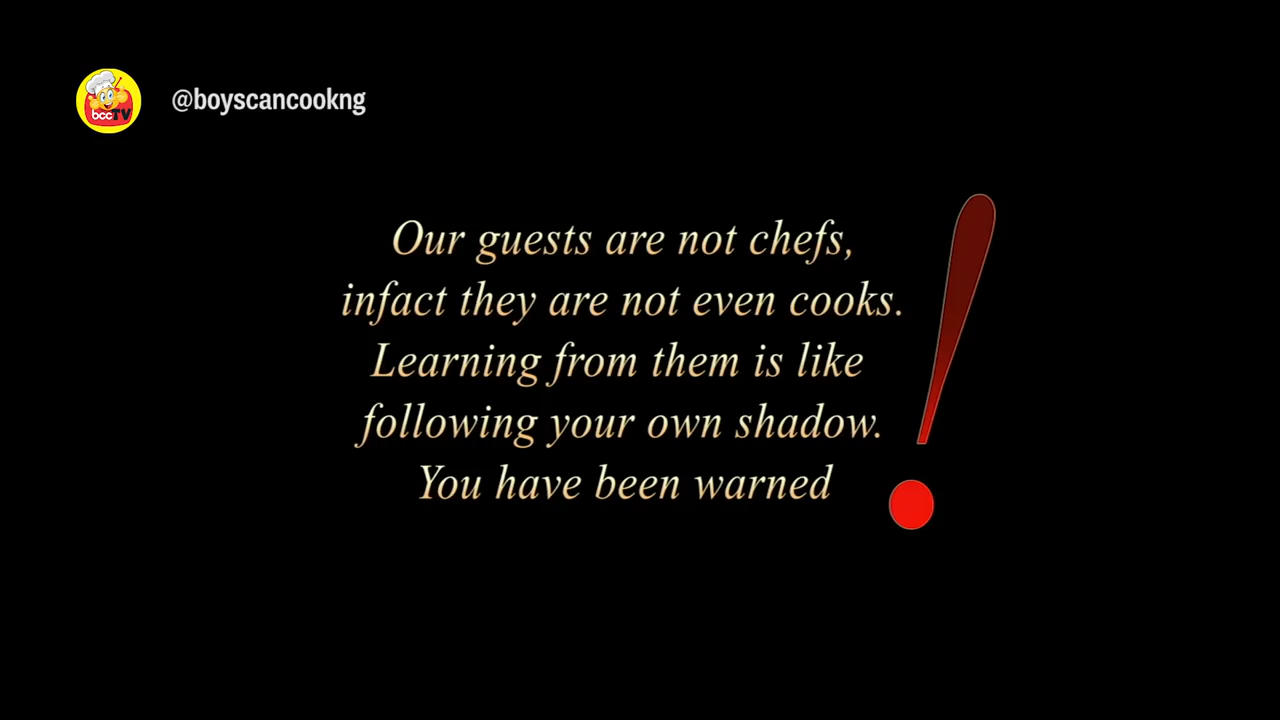 bccTV
@boyscancookng
Our guests are not chefs,
infact they are not even cooks.
Learning from them is like
following your own shadow.
You have been warned
!